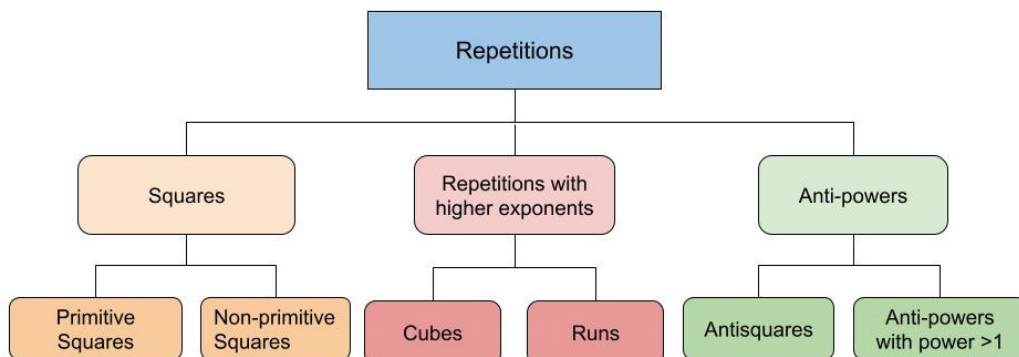 Repetitions
Squares
Repetitions with
higher exponents
Anti-powers
Primitive
Squares
Non-primitive
Squares
Cubes
Runs
Antisquares
Anti-powers
with power >1